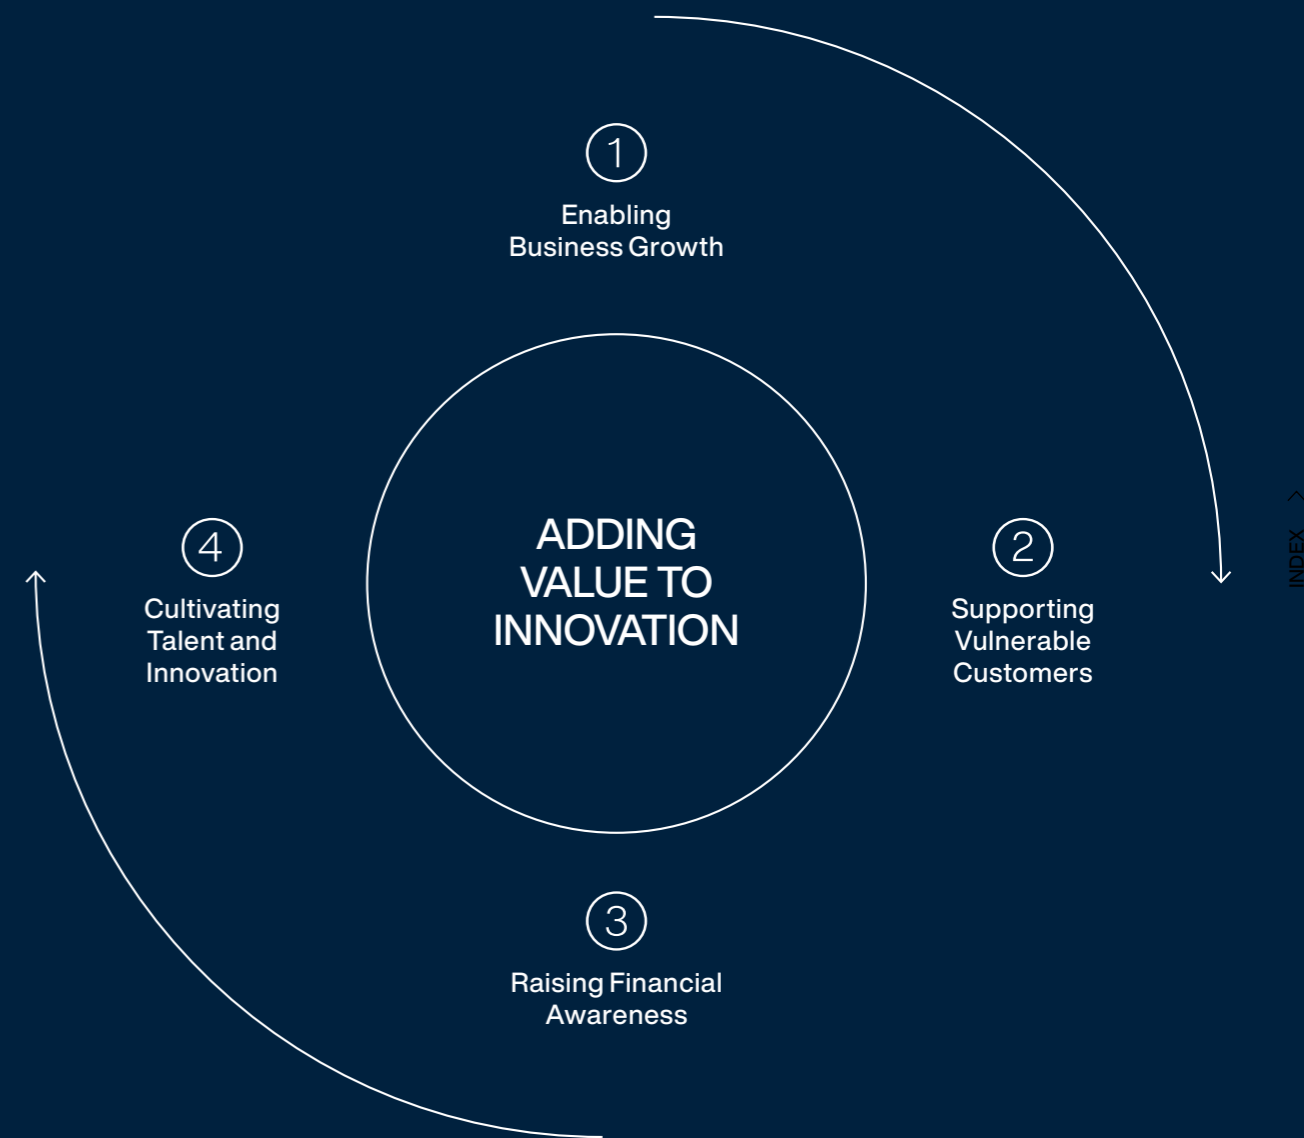 1
Enabling
Business Growth
ADDING
VALUE TO
INNOVATION
2
Supporting
Vulnerable
Customers
3
Raising Financial
Awareness
4
Cultivating
Talent and
Innovation
INDEX